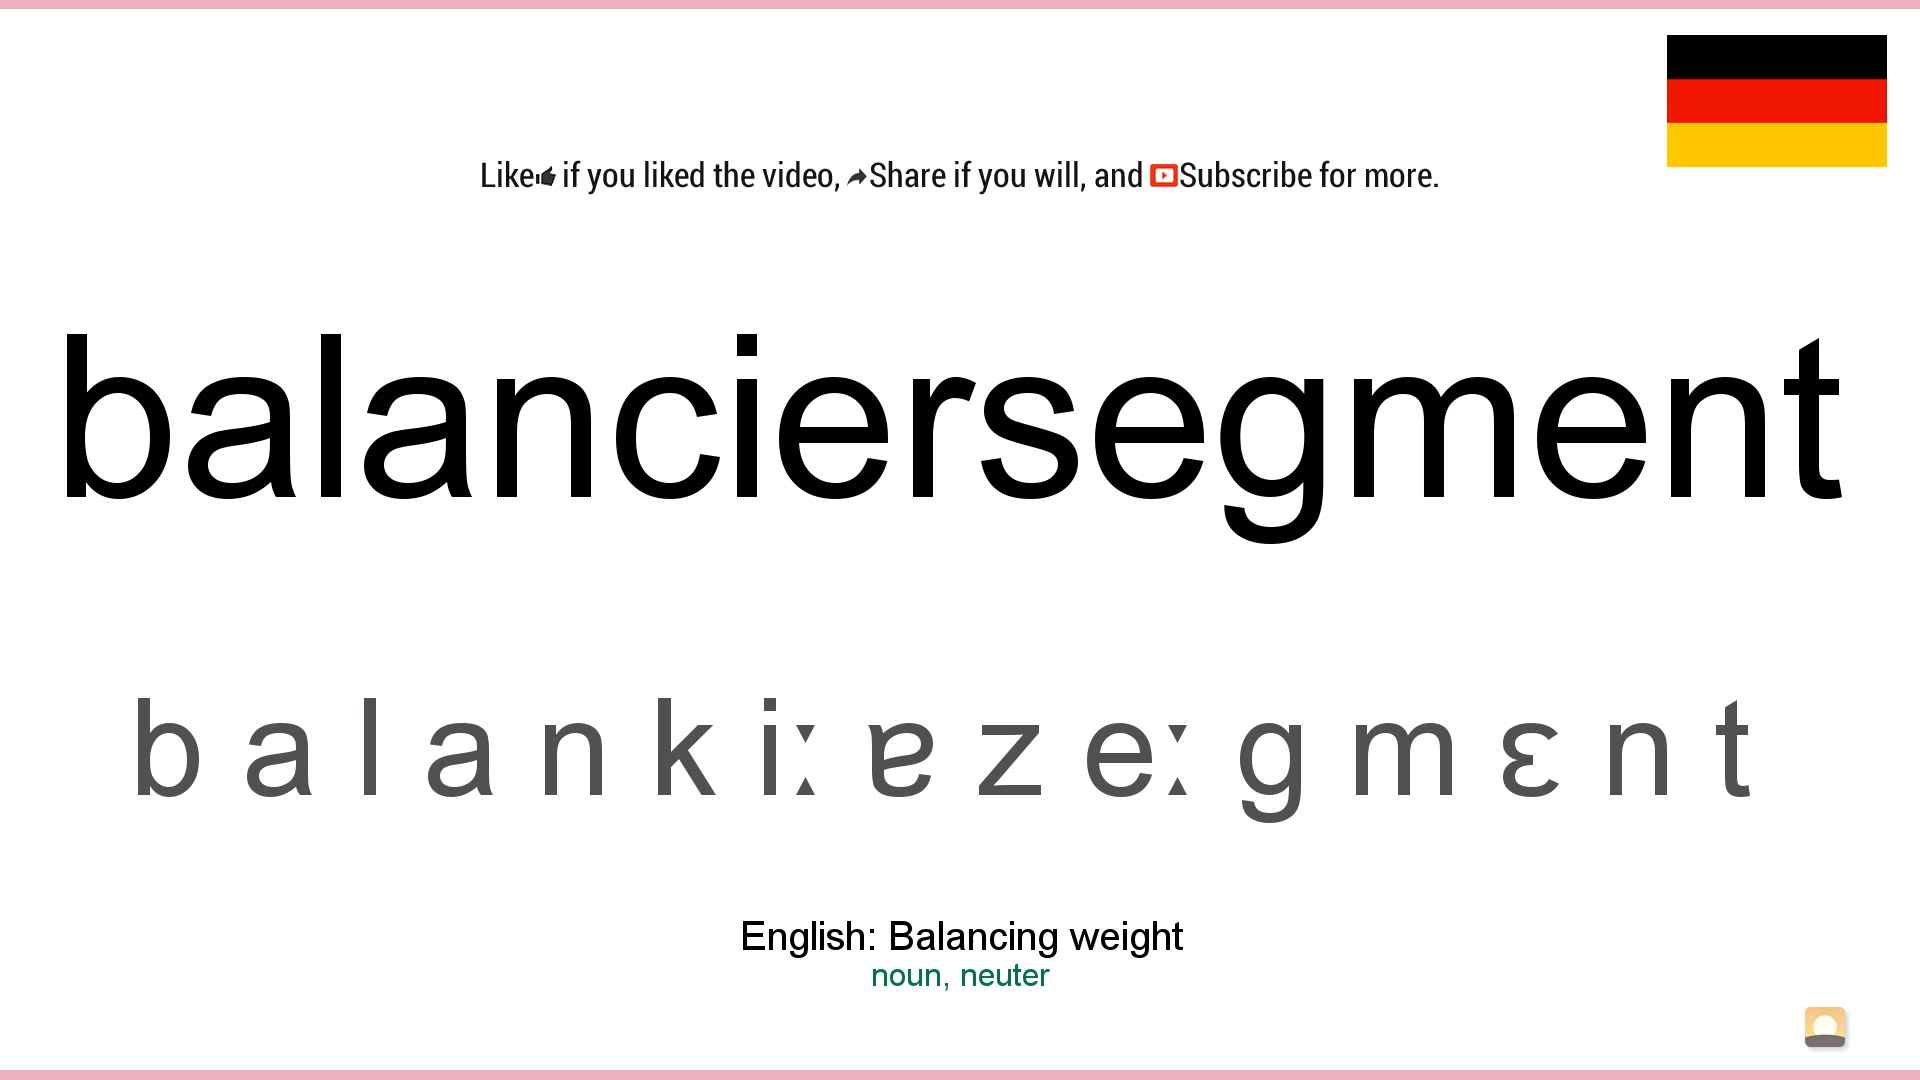 Like if you liked the video, Share if you will, and Subscribe for more.
balanciersegment
b a l a n k iː ɐ z eː g m ɛ n t
English: Balancing weight
noun, neuter